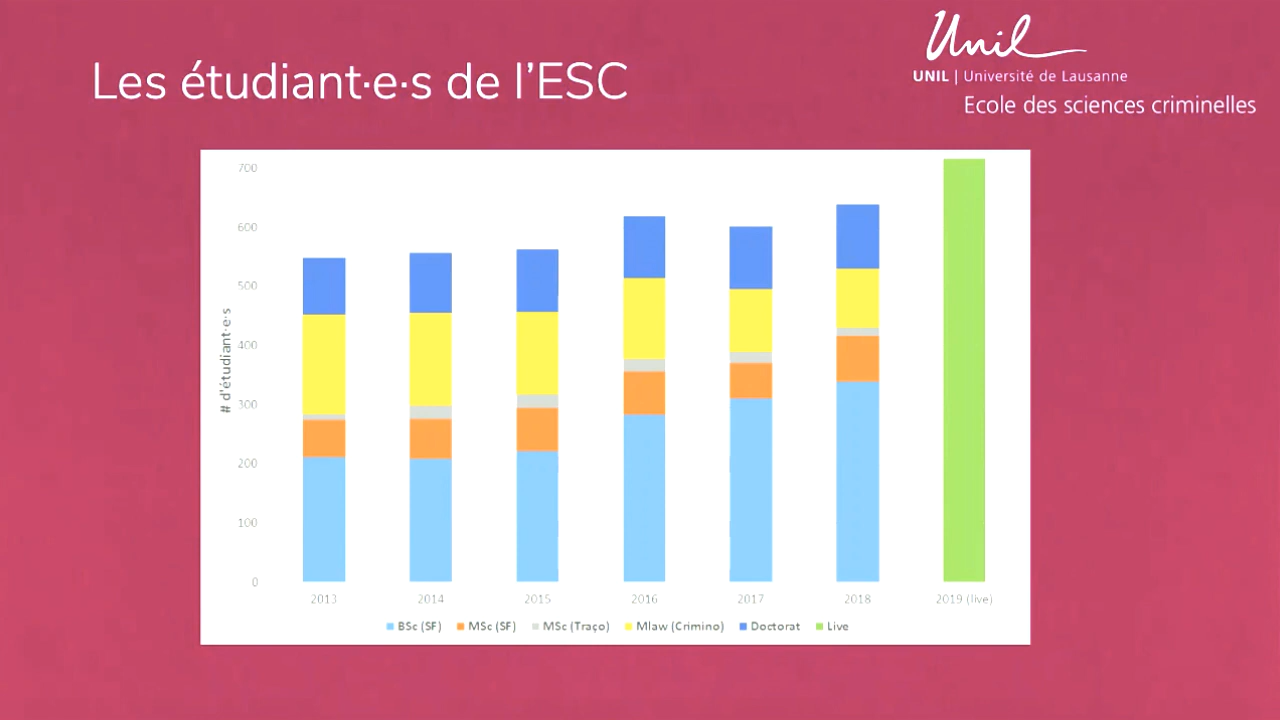 Unil
UNIL | Université de Lausanne
Ecole des sciences criminelles
Les étudiant·e·s de l'ESC
700
600
500
400
300
200
100
0
# d'étudiant·e·s
2013 2014 2015 2016 2017 2018 2019 (live)
BSc (SF) MSc (SF) MSc (Traço) Mlaw (Crimino) Doctorat Live